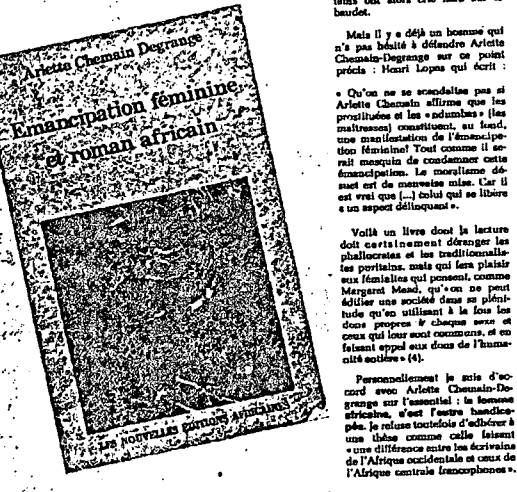 Arlette Chemain Degrange
Emancipation féminine
et roman africain
LES NOUVELLES EDITIONS AFRICAINES
baudet.
Mais il y a déjà un homme qui
n'a pas hésité à défendre Arlette
Chemain-Degrange sur ce point
précis : Henri Lopes qui écrit :
« Qu'on ne se scandalise pas si
Arlette Chemain affirme que les
prostituées et les « ndumbas » (les
maîtresses) constituent, au fond,
une manifestation de l'émancipa-
tion féminine! Tout comme il se-
rait mesquin de condamner cette
émancipation. Le moralisme dé-
suet est de mauvaise mise. Car il
est vrai que (...) celui qui se libère
a un aspect délinquant ».
Voilà un livre dont la lecture
doit certainement déranger les
phallocrates et les traditionnalis-
tes puritains, mais qui fera plaisir
aux féministes qui pensent, comme
Margaret Mead, qu'« on ne peut
édifier une société dans sa pléni-
tude qu'en utilisant à la fois les
dons propres à chaque sexe et
ceux qui leur sont communs, et en
faisant appel aux dons de l'huma-
nité entière » (4).
Personnellement je suis d'ac-
cord avec Arlette Chemain-De-
grange sur l'essentiel : la femme
africaine, c'est l'autre handica-
pée. Je refuse toutefois d'adhérer à
une thèse comme celle faisant
« une différence entre les écrivains
de l'Afrique occidentale et ceux de
l'Afrique centrale francophones ».